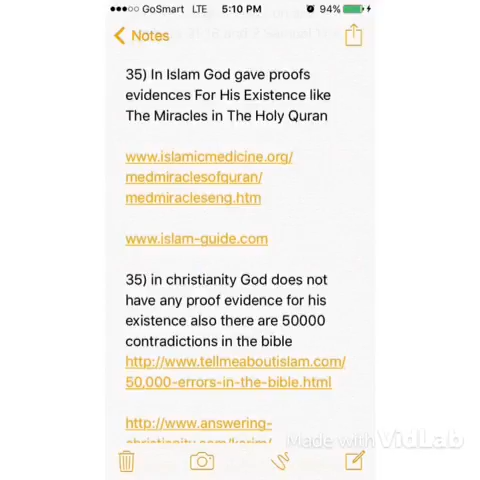 GoSmart LTE 5:10 PM 94%
Notes
35) In Islam God gave proofs
evidences For His Existence like
The Miracles in The Holy Quran
www.islamicmedicine.org/
medmiraclesofquran/
medmiracleseng.htm
www.islam-guide.com
35) in christianity God does not
have any proof evidence for his
existence also there are 50000
contradictions in the bible
http://www.tellmeaboutislam.com/
50,000-errors-in-the-bible.html
http://www.answering-
christianity.com/karim/
Made with VidLab